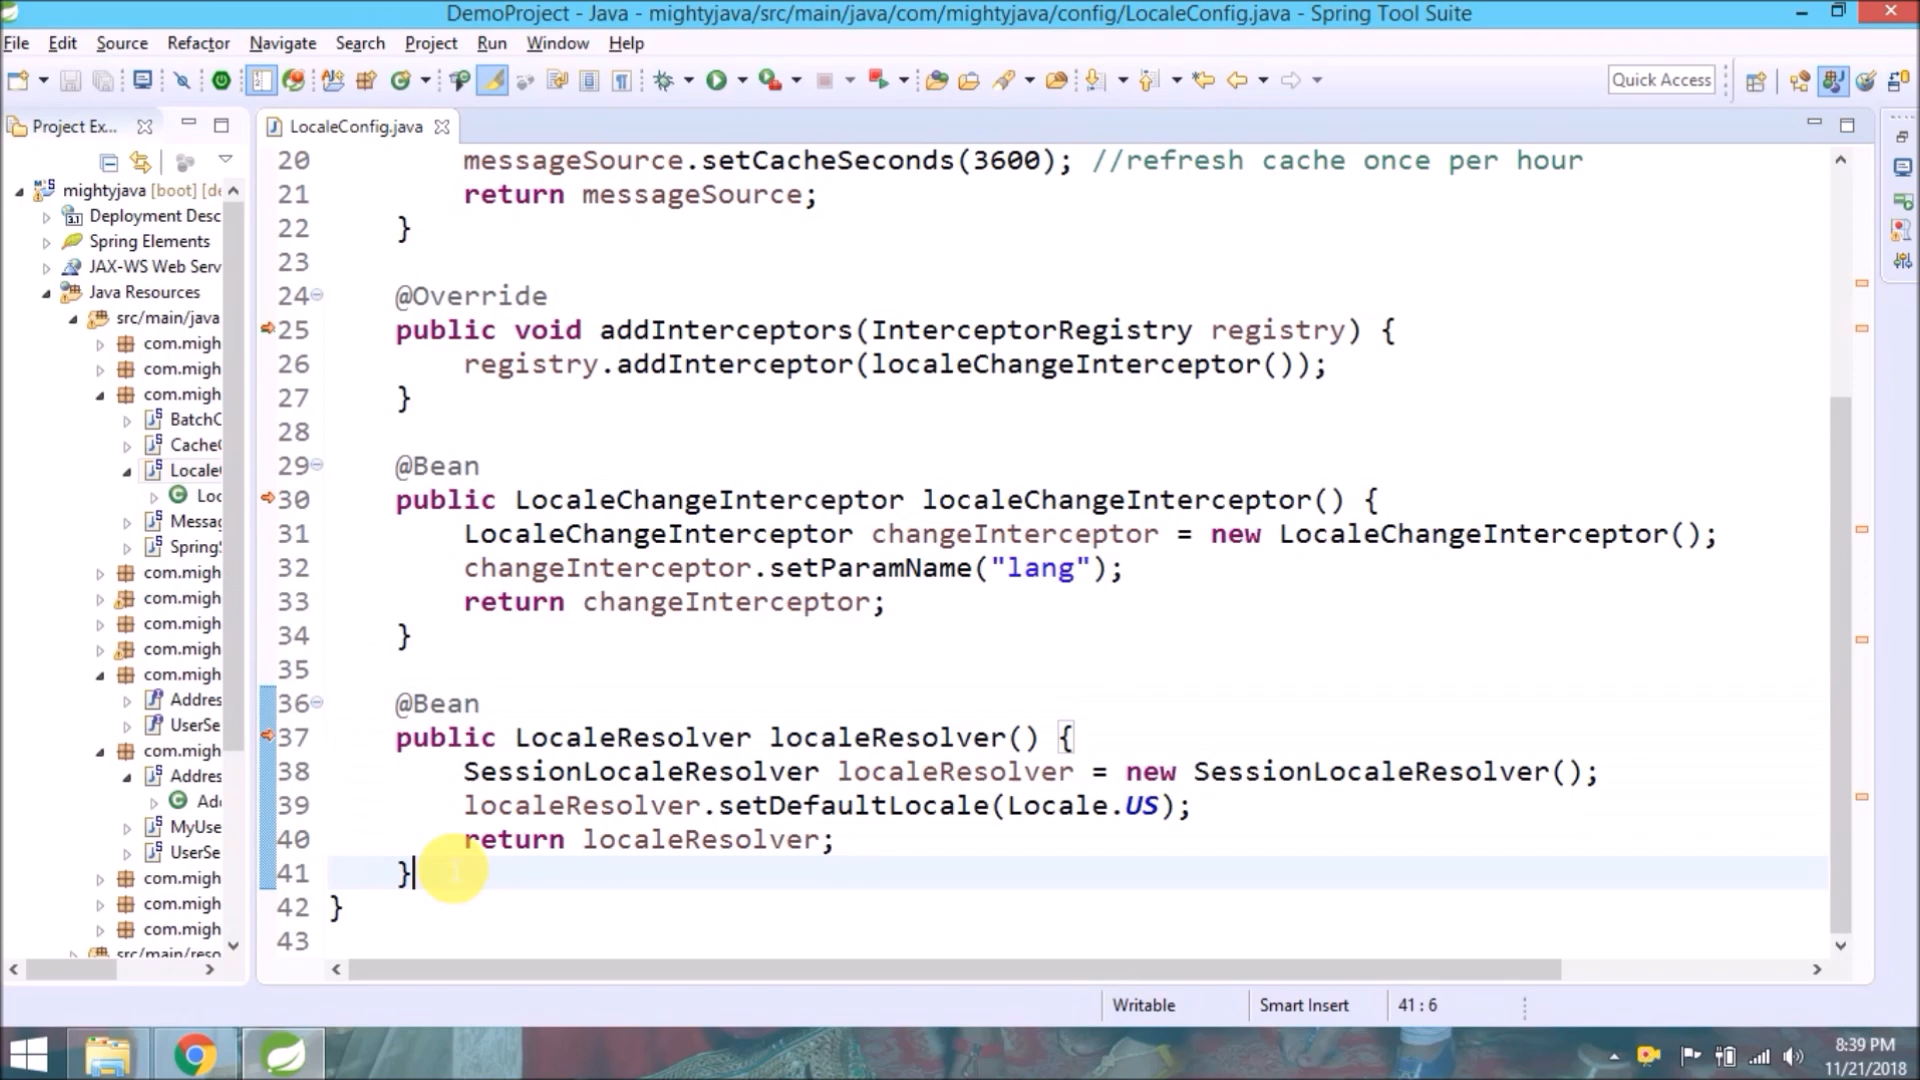 DemoProject - Java - mightyjava/src/main/java/com/mightyjava/config/LocaleConfig.java - Spring Tool Suite
File Edit Source Refactor Navigate Search Project Run Window Help
Quick Access
Project Ex...
LocaleConfig.java
mightyjava [boot] [de
Deployment Desc
Spring Elements
JAX-WS Web Serv
Java Resources
src/main/java
com.migh
com.migh
com.migh
BatchC
CacheC
LocaleC
Loc
Messag
SpringS
com.migh
com.migh
com.migh
com.migh
com.migh
Addres
UserSe
com.migh
Addres
Add
MyUse
UserSe
com.migh
com.migh
com.migh
src/main/reso
20 messageSource.setCacheSeconds(3600); //refresh cache once per hour
21 return messageSource;
22 }
23
24 @Override
25 public void addInterceptors(InterceptorRegistry registry) {
26 registry.addInterceptor(localeChangeInterceptor());
27 }
28
29 @Bean
30 public LocaleChangeInterceptor localeChangeInterceptor() {
31 LocaleChangeInterceptor changeInterceptor = new LocaleChangeInterceptor();
32 changeInterceptor.setParamName("lang");
33 return changeInterceptor;
34 }
35
36 @Bean
37 public LocaleResolver localeResolver() {
38 SessionLocaleResolver localeResolver = new SessionLocaleResolver();
39 localeResolver.setDefaultLocale(Locale.US);
40 return localeResolver;
41 }
42 }
43
Writable Smart Insert 41 : 6
8:39 PM
11/21/2018